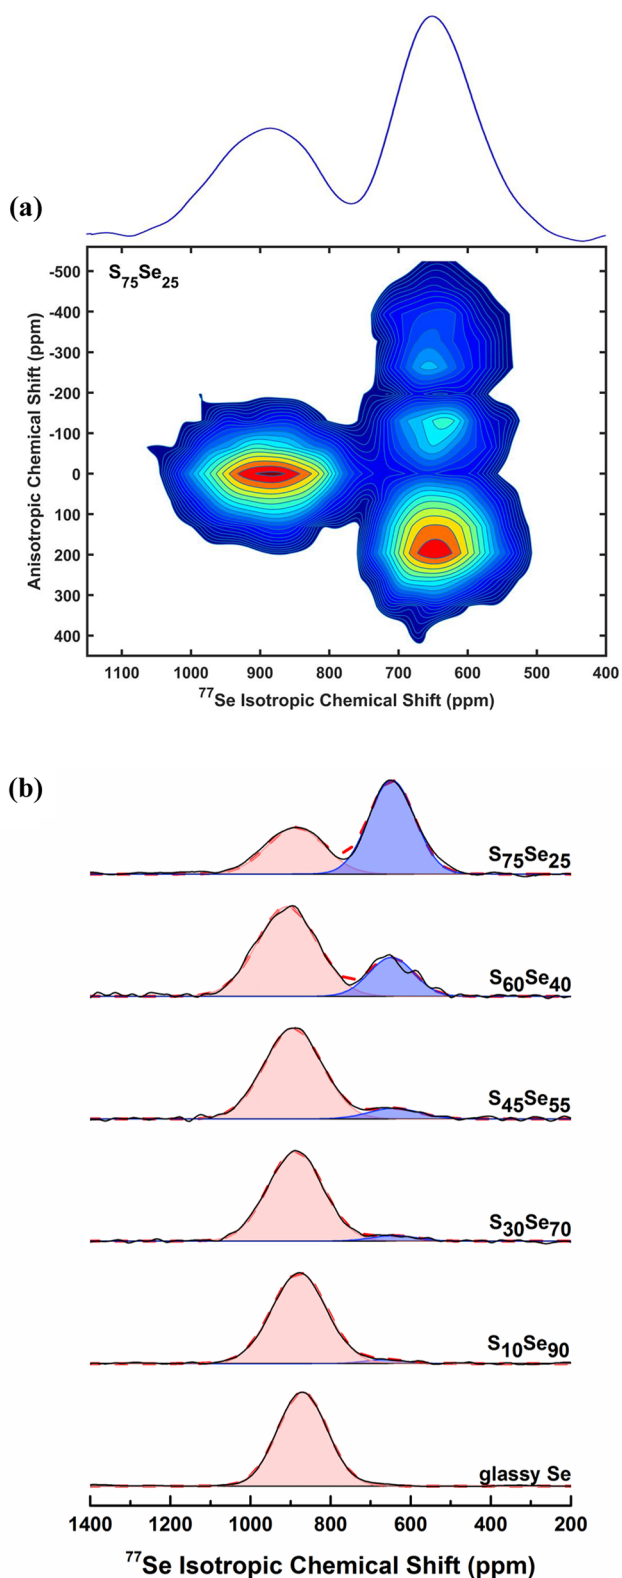 (a)
S75Se25
-500
-400
-300
-200
-100
0
100
200
300
400
Anisotropic Chemical Shift (ppm)
1100 1000 900 800 700 600 500 400
77Se Isotropic Chemical Shift (ppm)
(b)
S75Se25
S60Se40
S45Se55
S30Se70
S10Se90
glassy Se
1400 1200 1000 800 600 400 200
77Se Isotropic Chemical Shift (ppm)